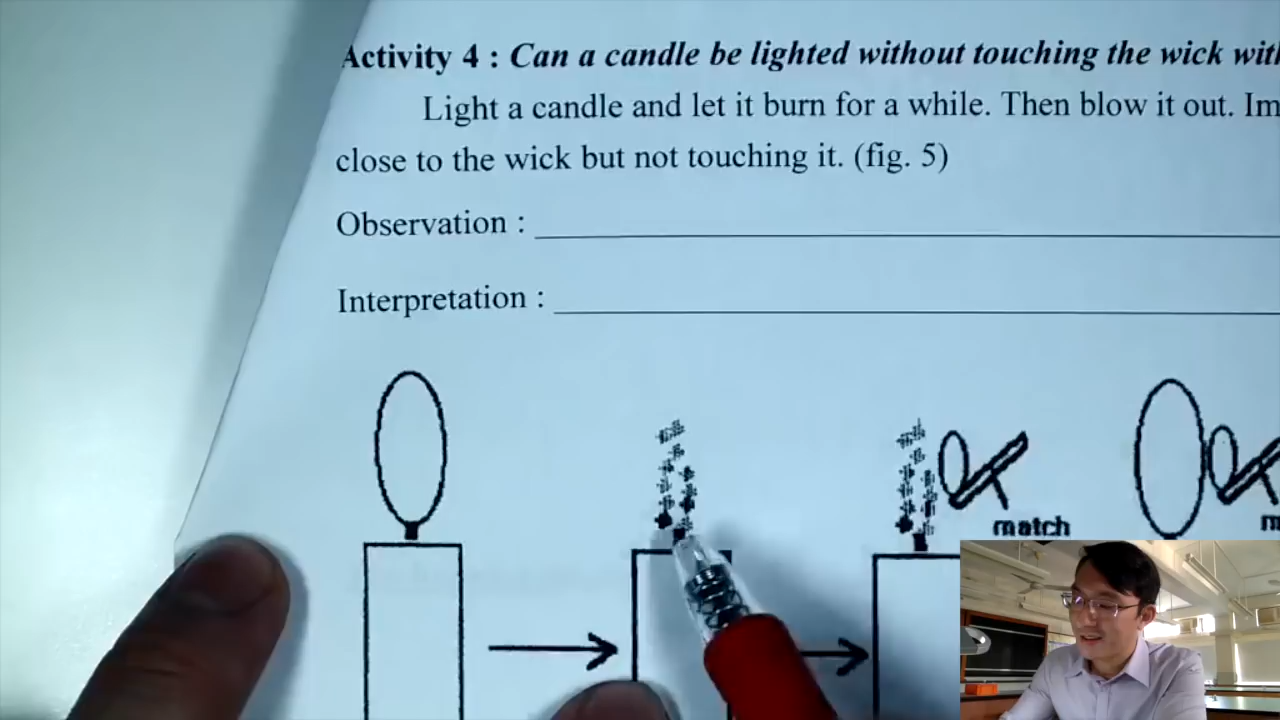 Activity 4 : Can a candle be lighted without touching the wick with
Light a candle and let it burn for a while. Then blow it out. Im
close to the wick but not touching it. (fig. 5)
Observation :
Interpretation :
match
m